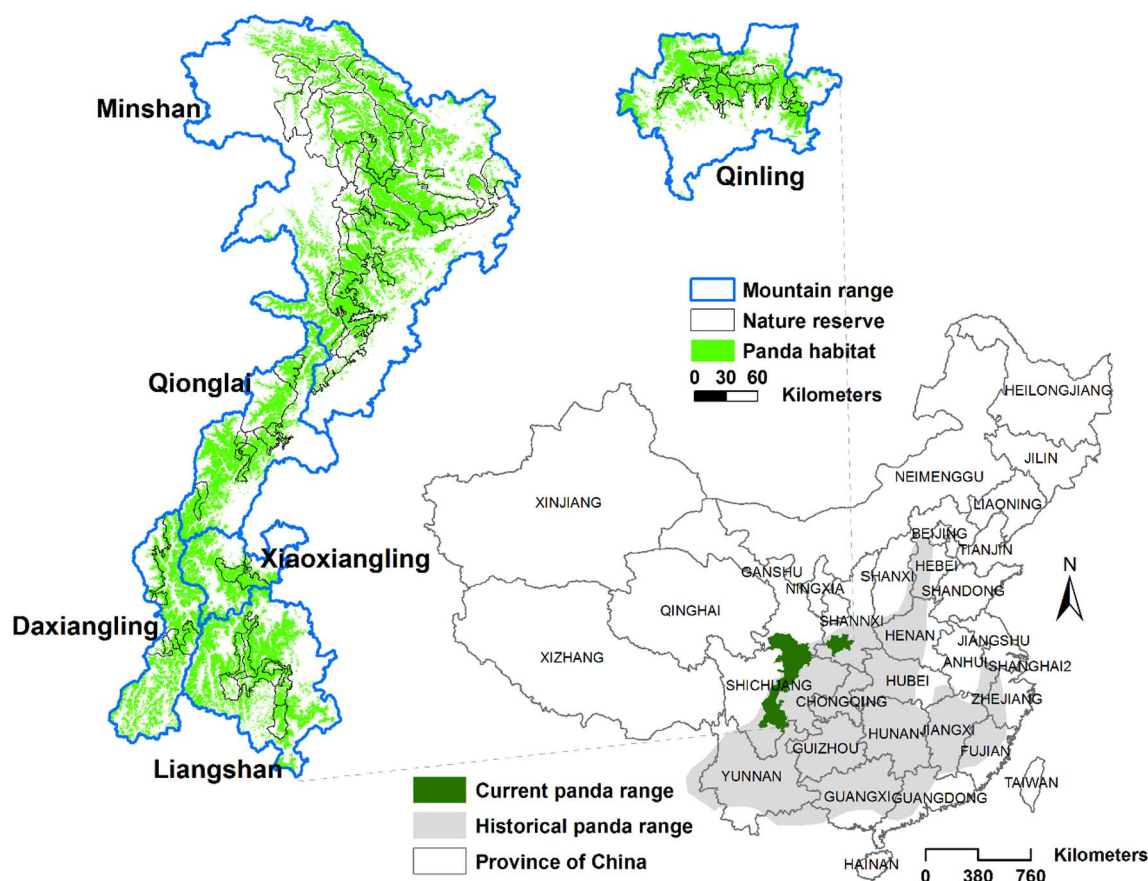 Minshan
Qinling
Qionglai
Xiaoxiangling
Daxiangling
Liangshan
Mountain range
Nature reserve
Panda habitat
0 30 60
Kilometers
HEILONGJIANG
JILIN
NEIMENGGU
LIAONING
XINJIANG
BEIJING
TIANJIN
HEBEI
GANSHU
NINGXIA
SHANXI
SHANDONG
QINGHAI
SHANNXI
HENAN
JIANGSHU
ANHUI
SHANGHAI2
XIZHANG
SHICHUANG
HUBEI
CHONGQING
ZHEJIANG
HUNAN
JIANGXI
GUIZHOU
FUJIAN
YUNNAN
TAIWAN
GUANGXI
GUANGDONG
HAINAN
N
Current panda range
Historical panda range
Province of China
Kilometers
0 380 760